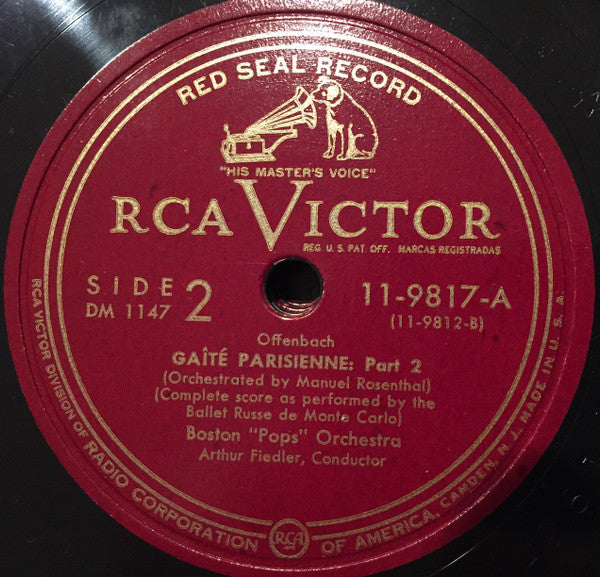 RED SEAL RECORD
"HIS MASTER'S VOICE"
RCA VICTOR
REG. U. S. PAT. OFF. MARCAS REGISTRADAS
SIDE 2
DM 1147
11-9817-A
(11-9812-B)
Offenbach
GAÎTÉ PARISIENNE: Part 2
(Orchestrated by Manuel Rosenthal)
(Complete score as performed by the
Ballet Russe de Monte Carlo)
Boston "Pops" Orchestra
Arthur Fiedler, Conductor
RCA VICTOR DIVISION OF RADIO CORPORATION OF AMERICA, CAMDEN, N. J. MADE IN U. S. A.
RCA